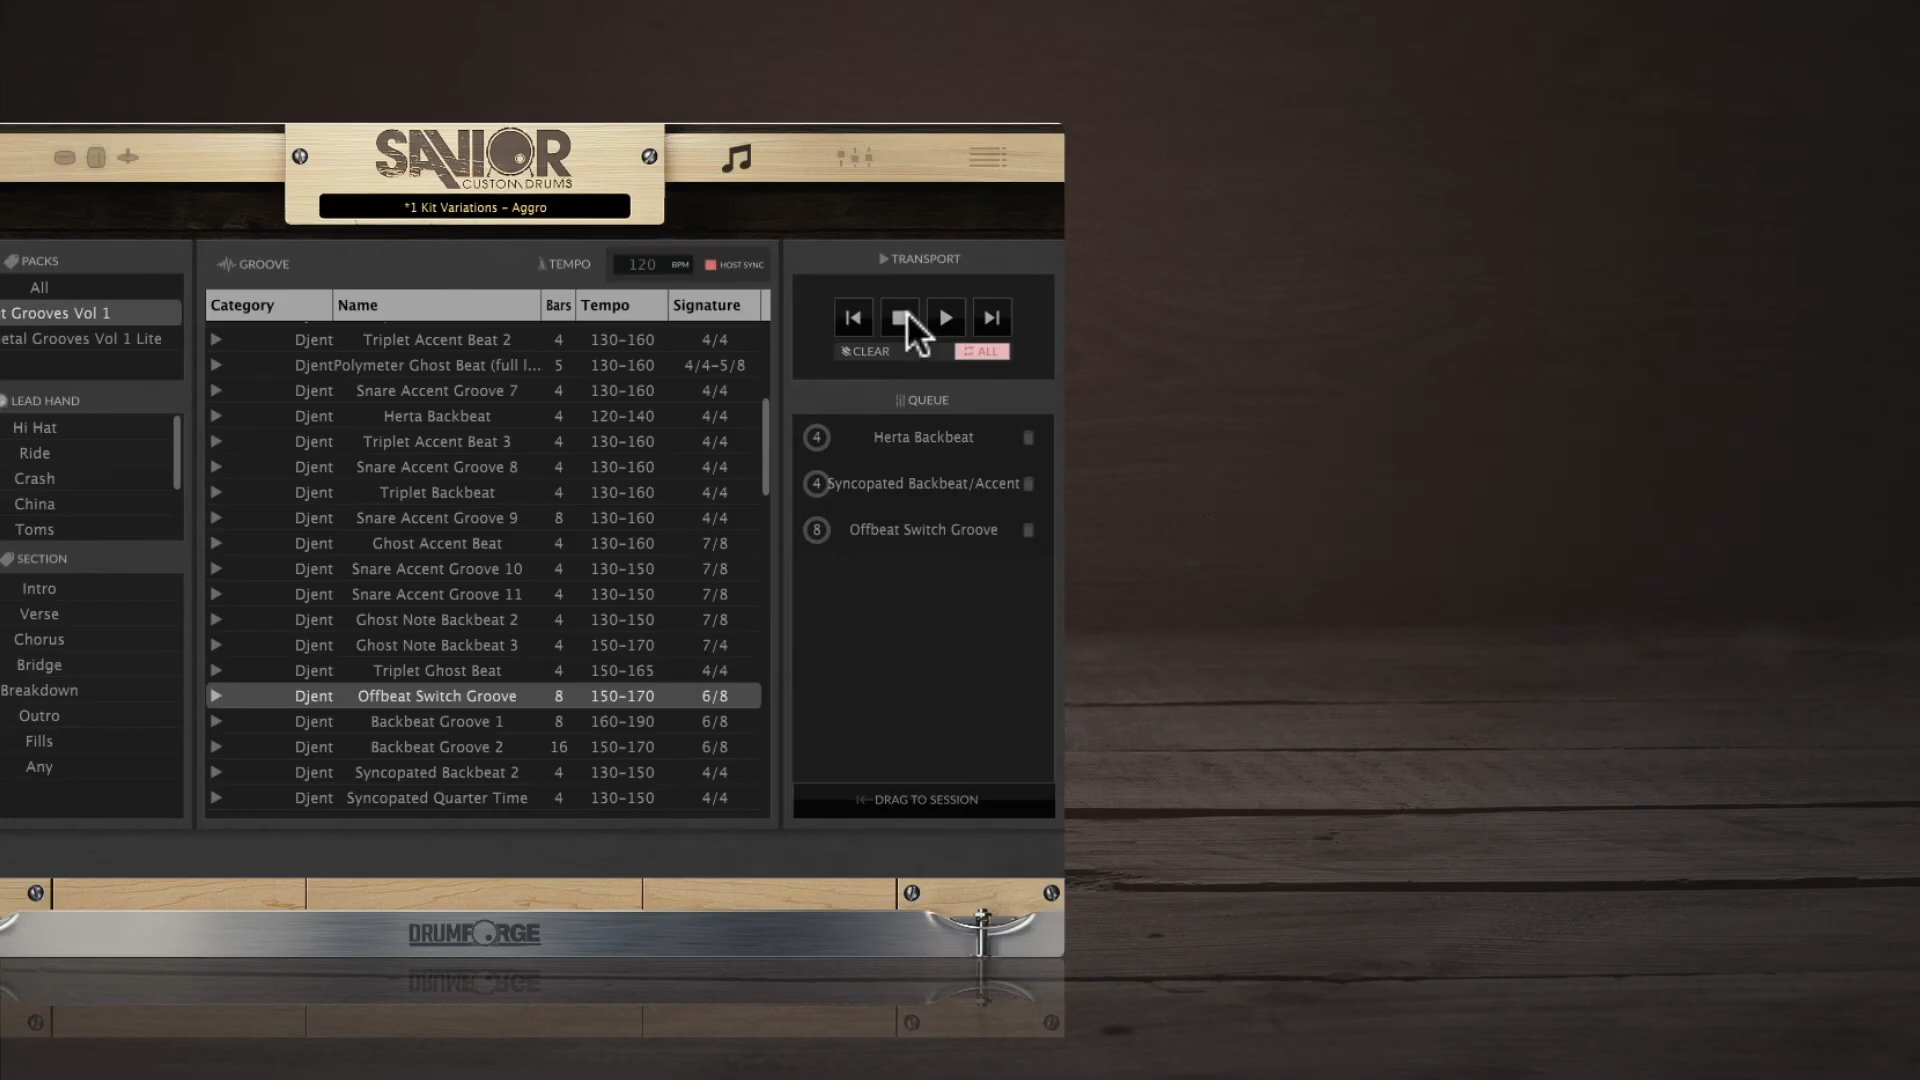 SAVIOR
CUSTOM DRUMS
*1 Kit Variations - Aggro
PACKS
All
t Grooves Vol 1
etal Grooves Vol 1 Lite
LEAD HAND
Hi Hat
Ride
Crash
China
Toms
SECTION
Intro
Verse
Chorus
Bridge
Breakdown
Outro
Fills
Any
GROOVE TEMPO 120 BPM HOST SYNC
Category Name Bars Tempo Signature
Djent Triplet Accent Beat 2 4 130-160 4/4
Djent Polymeter Ghost Beat (full l... 5 130-160 4/4-5/8
Djent Snare Accent Groove 7 4 130-160 4/4
Djent Herta Backbeat 4 120-140 4/4
Djent Triplet Accent Beat 3 4 130-160 4/4
Djent Snare Accent Groove 8 4 130-160 4/4
Djent Triplet Backbeat 4 130-160 4/4
Djent Snare Accent Groove 9 8 130-160 4/4
Djent Ghost Accent Beat 4 130-160 7/8
Djent Snare Accent Groove 10 4 130-150 7/8
Djent Snare Accent Groove 11 4 130-150 7/8
Djent Ghost Note Backbeat 2 4 130-150 7/8
Djent Ghost Note Backbeat 3 4 150-170 7/4
Djent Triplet Ghost Beat 4 150-165 4/4
Djent Offbeat Switch Groove 8 150-170 6/8
Djent Backbeat Groove 1 8 160-190 6/8
Djent Backbeat Groove 2 16 150-170 6/8
Djent Syncopated Backbeat 2 4 130-150 4/4
Djent Syncopated Quarter Time 4 130-150 4/4
TRANSPORT
CLEAR ALL
QUEUE
4 Herta Backbeat
4 Syncopated Backbeat/Accent
8 Offbeat Switch Groove
DRAG TO SESSION
DRUMFORGE